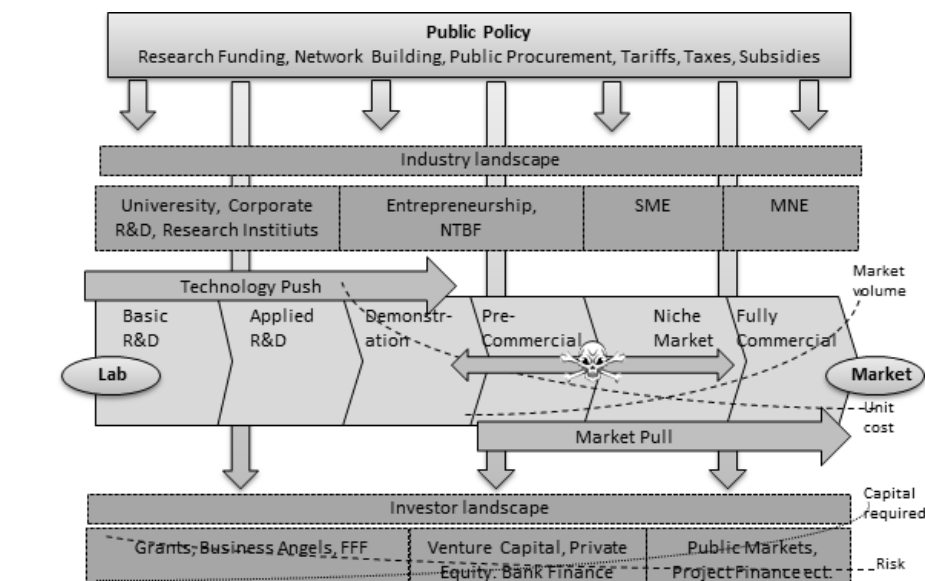 Public Policy
Research Funding, Network Building, Public Procurement, Tariffs, Taxes, Subsidies
Industry landscape
Univeresity, Corporate
R&D, Research Institiuts
Entrepreneurship,
NTBF
SME
MNE
Technology Push
Market
volume
Basic
R&D
Applied
R&D
Demonstr-
ation
Pre-
Commercial
Niche
Market
Fully
Commercial
Lab
Market
Unit
cost
Market Pull
Investor landscape
Capital
required
Grants, Business Angels, FFF
Venture Capital, Private
Equity. Bank Finance
Public Markets,
Project Finance ect.
Risk